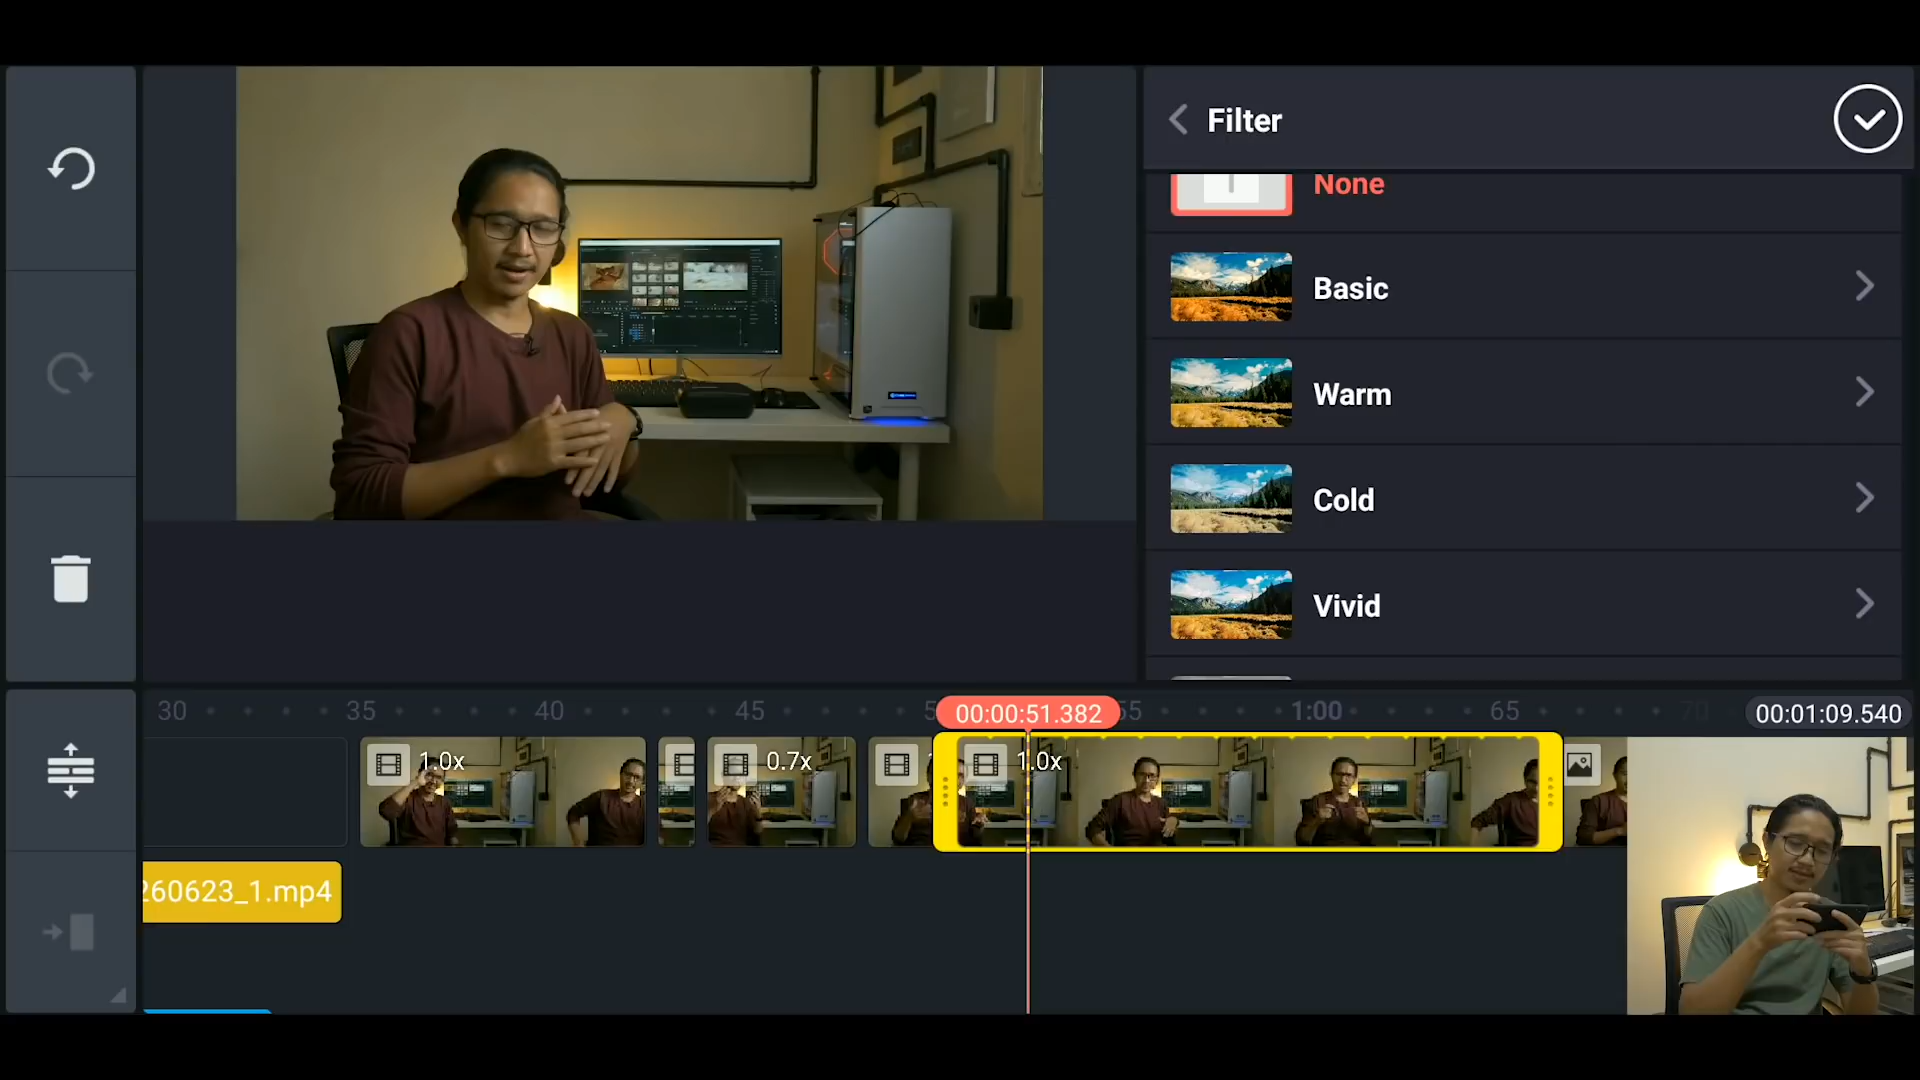 Filter
None
Basic
Warm
Cold
Vivid
30 35 40 45 00:00:51.382 1:00 65 70 00:01:09.540
1.0x 0.7x 1.0x
260623_1.mp4